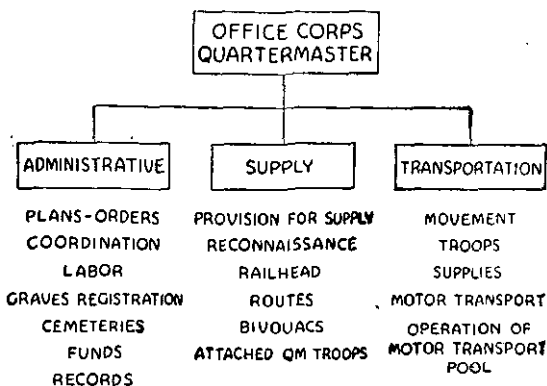 OFFICE CORPS
QUARTERMASTER
ADMINISTRATIVE
PLANS-ORDERS
COORDINATION
LABOR
GRAVES REGISTRATION
CEMETERIES
FUNDS
RECORDS
SUPPLY
PROVISION FOR SUPPLY
RECONNAISSANCE
RAILHEAD
ROUTES
BIVOUACS
ATTACHED QM TROOPS
TRANSPORTATION
MOVEMENT
TROOPS
SUPPLIES
MOTOR TRANSPORT
OPERATION OF
MOTOR TRANSPORT
POOL